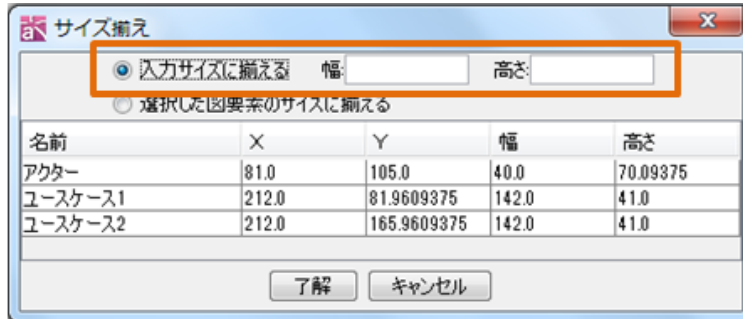 サイズ揃え
入力サイズに揃える 幅: 高さ:
選択した図要素のサイズに揃える
名前 X Y 幅 高さ
アクター 81.0 105.0 40.0 70.09375
ユースケース1 212.0 81.9609375 142.0 41.0
ユースケース2 212.0 165.9609375 142.0 41.0
了解 キャンセル